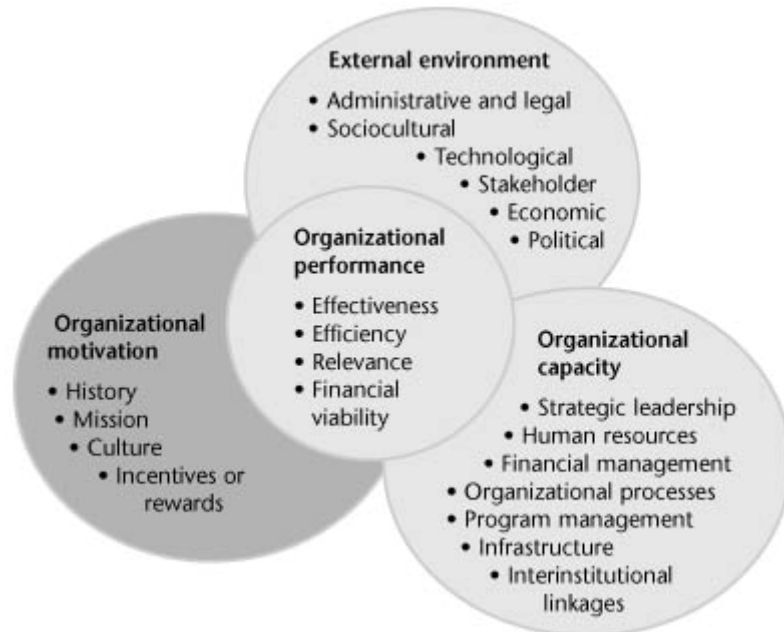 External environment
• Administrative and legal
• Sociocultural
• Technological
• Stakeholder
• Economic
• Political
Organizational
performance
• Effectiveness
• Efficiency
• Relevance
• Financial
viability
Organizational
motivation
• History
• Mission
• Culture
• Incentives or
rewards
Organizational
capacity
• Strategic leadership
• Human resources
• Financial management
• Organizational processes
• Program management
• Infrastructure
• Interinstitutional
linkages